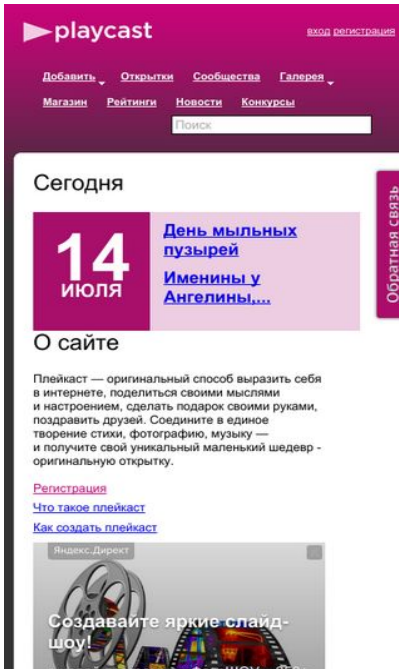 playcast
вход регистрация
Добавить Открытки Сообщества Галерея
Магазин Рейтинги Новости Конкурсы
Поиск
Сегодня
Обратная связь
14
июля
День мыльных
пузырей
Именины у
Ангелины,...
О сайте
Плейкаст — оригинальный способ выразить себя
в интернете, поделиться своими мыслями
и настроением, сделать подарок своими руками,
поздравить друзей. Соедините в единое
творение стихи, фотографию, музыку —
и получите свой уникальный маленький шедевр -
оригинальную открытку.
Регистрация
Что такое плейкаст
Как создать плейкаст
Яндекс.Директ
Создавайте яркие слайд-
шоу!